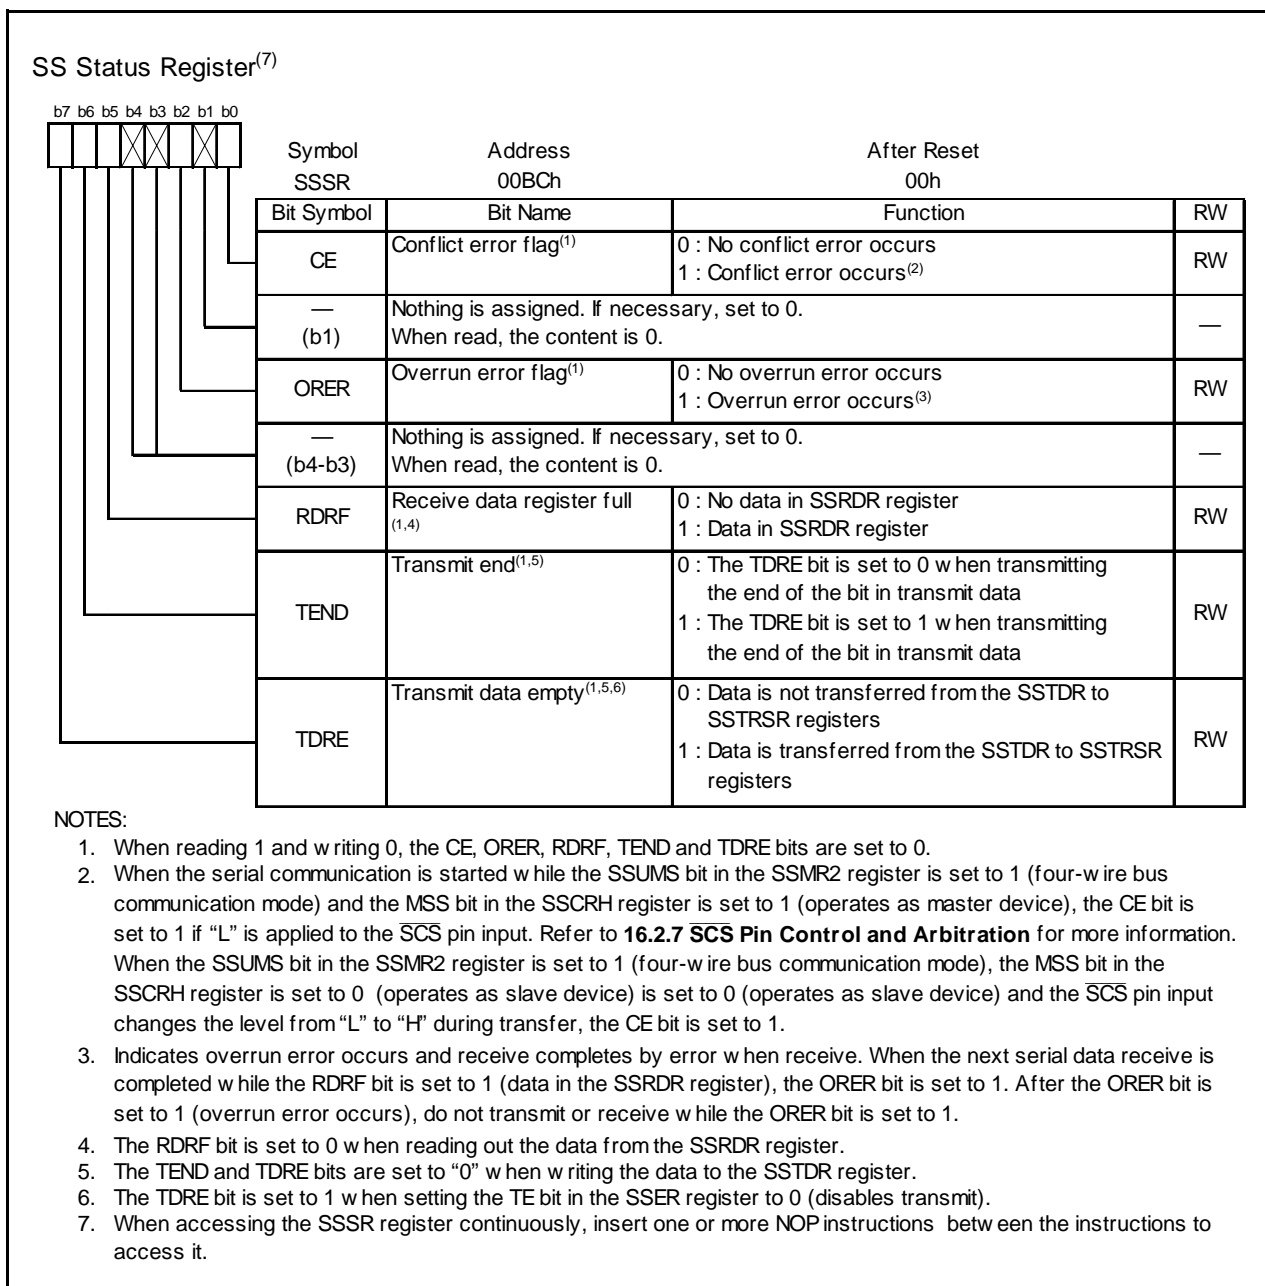 SS Status Register(7)
b7 b6 b5 b4 b3 b2 b1 b0
Symbol Address After Reset
SSSR 00BCh 00h
Bit Symbol Bit Name Function RW
CE Conflict error flag(1) 0 : No conflict error occurs RW
1 : Conflict error occurs(2)
— Nothing is assigned. If necessary, set to 0. —
(b1) When read, the content is 0.
ORER Overrun error flag(1) 0 : No overrun error occurs RW
1 : Overrun error occurs(3)
— Nothing is assigned. If necessary, set to 0. —
(b4-b3) When read, the content is 0.
RDRF Receive data register full 0 : No data in SSRDR register RW
(1,4) 1 : Data in SSRDR register
TEND Transmit end(1,5) 0 : The TDRE bit is set to 0 when transmitting RW
the end of the bit in transmit data
1 : The TDRE bit is set to 1 when transmitting
the end of the bit in transmit data
TDRE Transmit data empty(1,5,6) 0 : Data is not transferred from the SSTDR to RW
SSTRSR registers
1 : Data is transferred from the SSTDR to SSTRSR
registers
NOTES:
1. When reading 1 and writing 0, the CE, ORER, RDRF, TEND and TDRE bits are set to 0.
2. When the serial communication is started while the SSUMS bit in the SSMR2 register is set to 1 (four-wire bus
communication mode) and the MSS bit in the SSCRH register is set to 1 (operates as master device), the CE bit is
set to 1 if “L” is applied to the S̅C̅S̅ pin input. Refer to 16.2.7 S̅C̅S̅ Pin Control and Arbitration for more information.
When the SSUMS bit in the SSMR2 register is set to 1 (four-wire bus communication mode), the MSS bit in the
SSCRH register is set to 0 (operates as slave device) is set to 0 (operates as slave device) and the S̅C̅S̅ pin input
changes the level from “L” to “H” during transfer, the CE bit is set to 1.
3. Indicates overrun error occurs and receive completes by error when receive. When the next serial data receive is
completed while the RDRF bit is set to 1 (data in the SSRDR register), the ORER bit is set to 1. After the ORER bit is
set to 1 (overrun error occurs), do not transmit or receive while the ORER bit is set to 1.
4. The RDRF bit is set to 0 when reading out the data from the SSRDR register.
5. The TEND and TDRE bits are set to “0” when writing the data to the SSTDR register.
6. The TDRE bit is set to 1 when setting the TE bit in the SSER register to 0 (disables transmit).
7. When accessing the SSSR register continuously, insert one or more NOP instructions between the instructions to
access it.